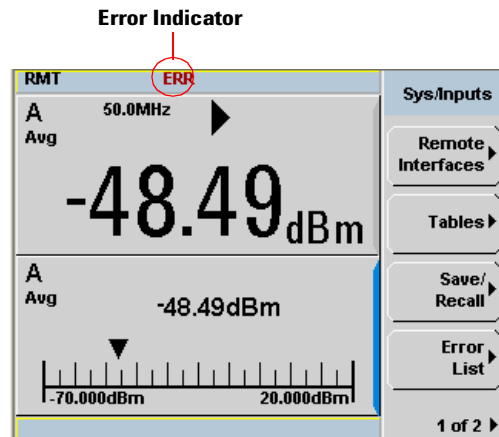 Error Indicator
RMT ERR
Sys/Inputs
A 50.0MHz
Avg
-48.49dBm
A
Avg
-48.49dBm
-70.000dBm 20.000dBm
Remote
Interfaces
Tables
Save/
Recall
Error
List
1 of 2